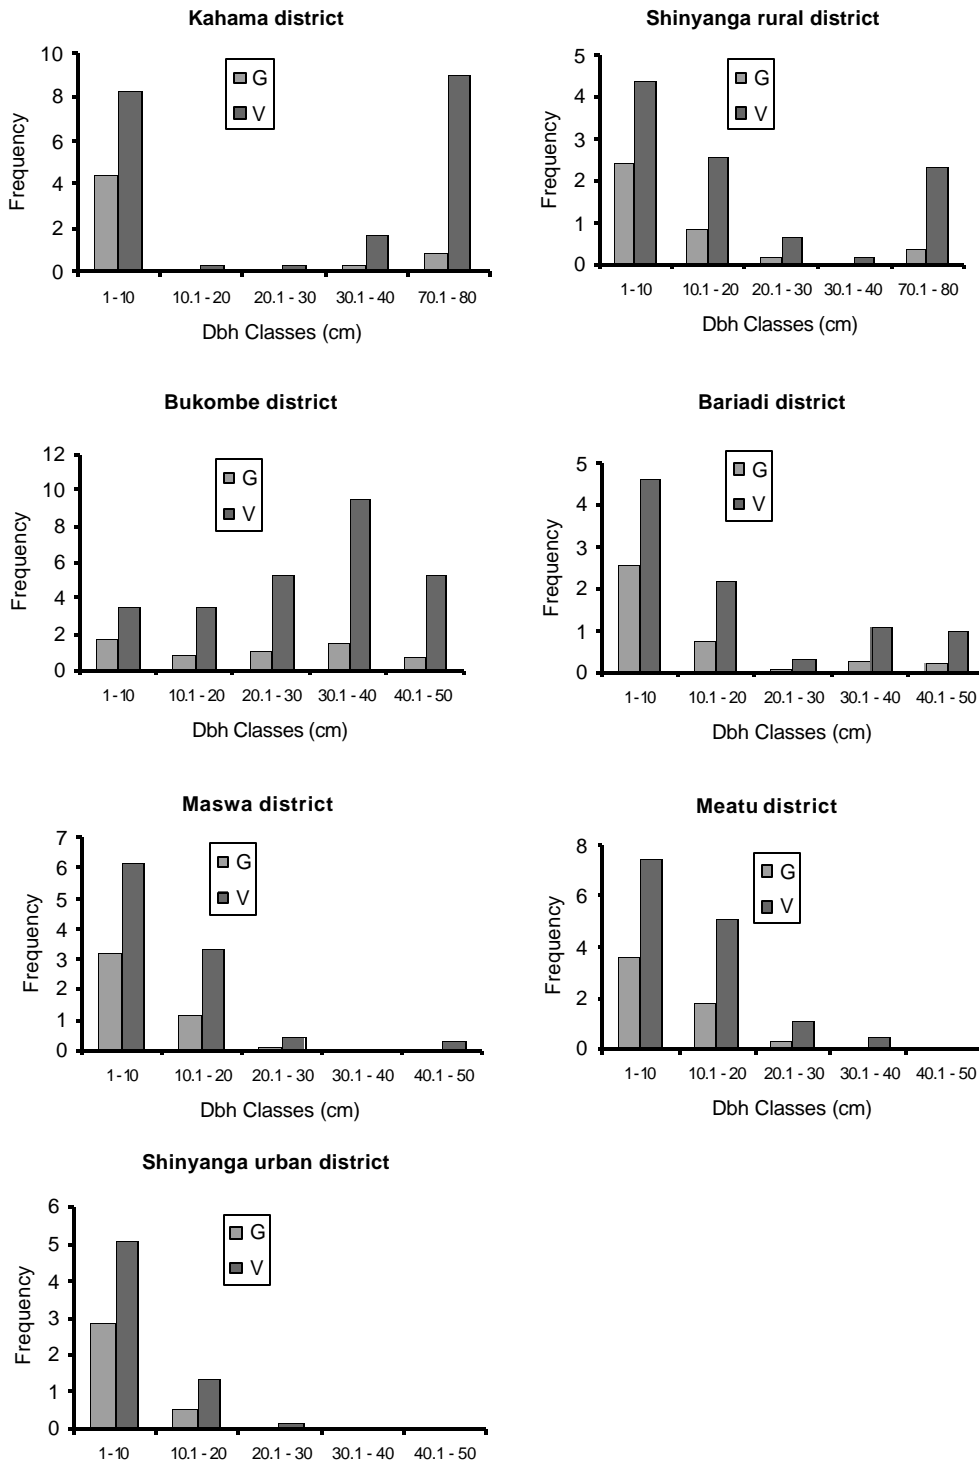 Kahama district
10
8
6
4
2
0
Frequency
G
V
1 - 10 10.1 - 20 20.1 - 30 30.1 - 40 70.1 - 80
Dbh Classes (cm)
Shinyanga rural district
5
4
3
2
1
0
Frequency
G
V
1 - 10 10.1 - 20 20.1 - 30 30.1 - 40 70.1 - 80
Dbh Classes (cm)
Bukombe district
12
10
8
6
4
2
0
Frequency
G
V
1 - 10 10.1 - 20 20.1 - 30 30.1 - 40 40.1 - 50
Dbh Classes (cm)
Bariadi district
5
4
3
2
1
0
Frequency
G
V
1 - 10 10.1 - 20 20.1 - 30 30.1 - 40 40.1 - 50
Dbh Classes (cm)
Maswa district
7
6
5
4
3
2
1
0
Frequency
G
V
1 - 10 10.1 - 20 20.1 - 30 30.1 - 40 40.1 - 50
Dbh Classes (cm)
Meatu district
8
6
4
2
0
Frequency
G
V
1 - 10 10.1 - 20 20.1 - 30 30.1 - 40 40.1 - 50
Dbh Classes (cm)
Shinyanga urban district
6
5
4
3
2
1
0
Frequency
G
V
1 - 10 10.1 - 20 20.1 - 30 30.1 - 40 40.1 - 50